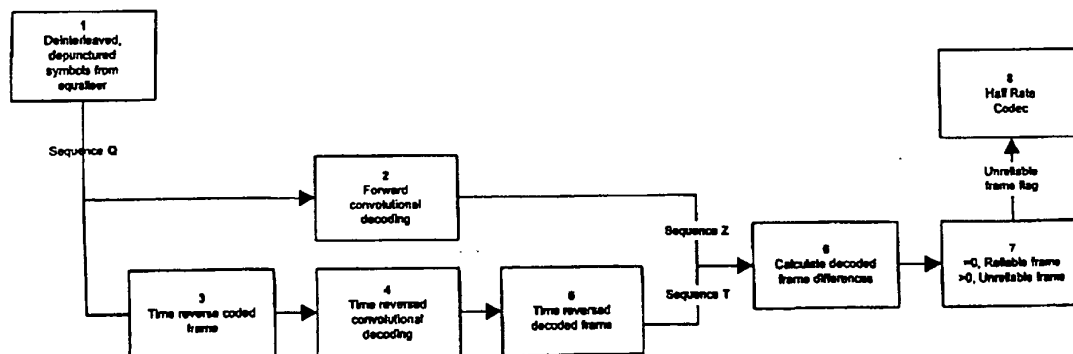 1
Deinterleaved,
depunctured
symbols from
equaliser
Sequence Q
2
Forward
convolutional
decoding
3
Time reverse coded
frame
4
Time reversed
convolutional
decoding
5
Time reversed
decoded frame
Sequence Z
Sequence T
6
Calculate decoded
frame differences
7
=0, Reliable frame
>0, Unreliable frame
Unreliable
frame flag
8
Half Rate
Codec